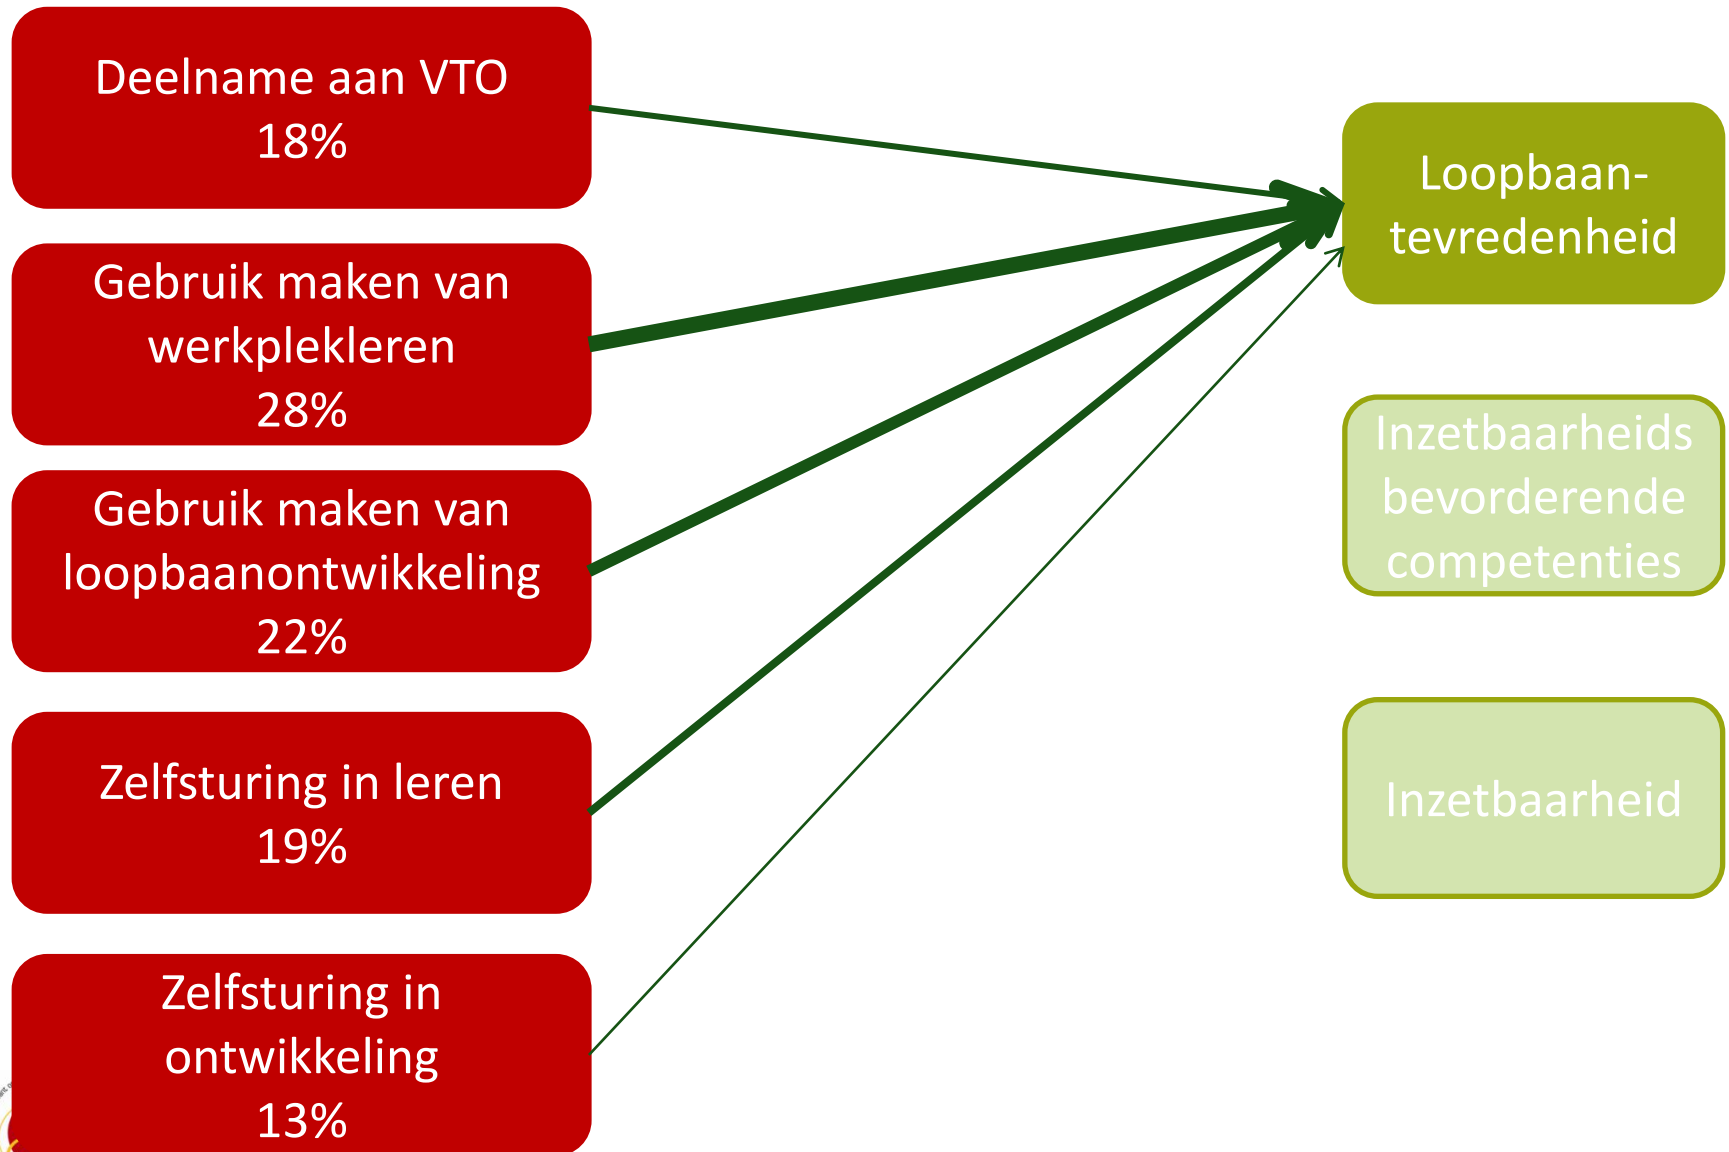 Deelname aan VTO
18%
Gebruik maken van
werkplekleren
28%
Gebruik maken van
loopbaanontwikkeling
22%
Zelfsturing in leren
19%
Zelfsturing in
ontwikkeling
13%
Loopbaan-
tevredenheid
Inzetbaarheids
bevorderende
competenties
Inzetbaarheid